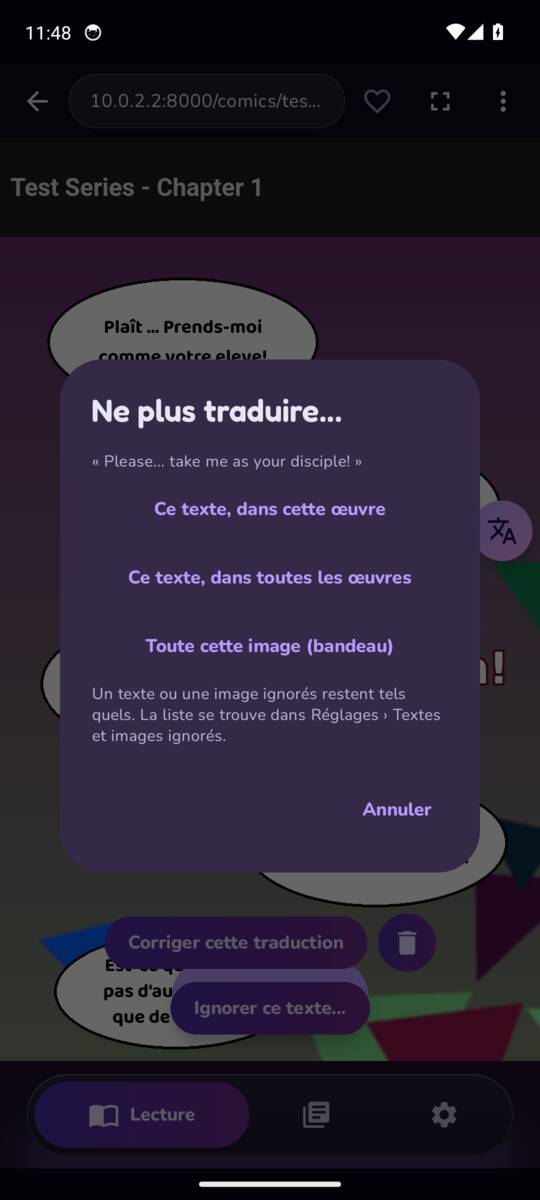 11:48
10.0.2.2:8000/comics/tes...
Test Series - Chapter 1
Plaît ... Prends-moi
comme votre eleve!
Ne plus traduire...
« Please... take me as your disciple! »
Ce texte, dans cette œuvre
Ce texte, dans toutes les œuvres
Toute cette image (bandeau)
Un texte ou une image ignorés restent tels
quels. La liste se trouve dans Réglages › Textes
et images ignorés.
Annuler
Corriger cette traduction
pas d'au
que de
Ignorer ce texte...
Lecture